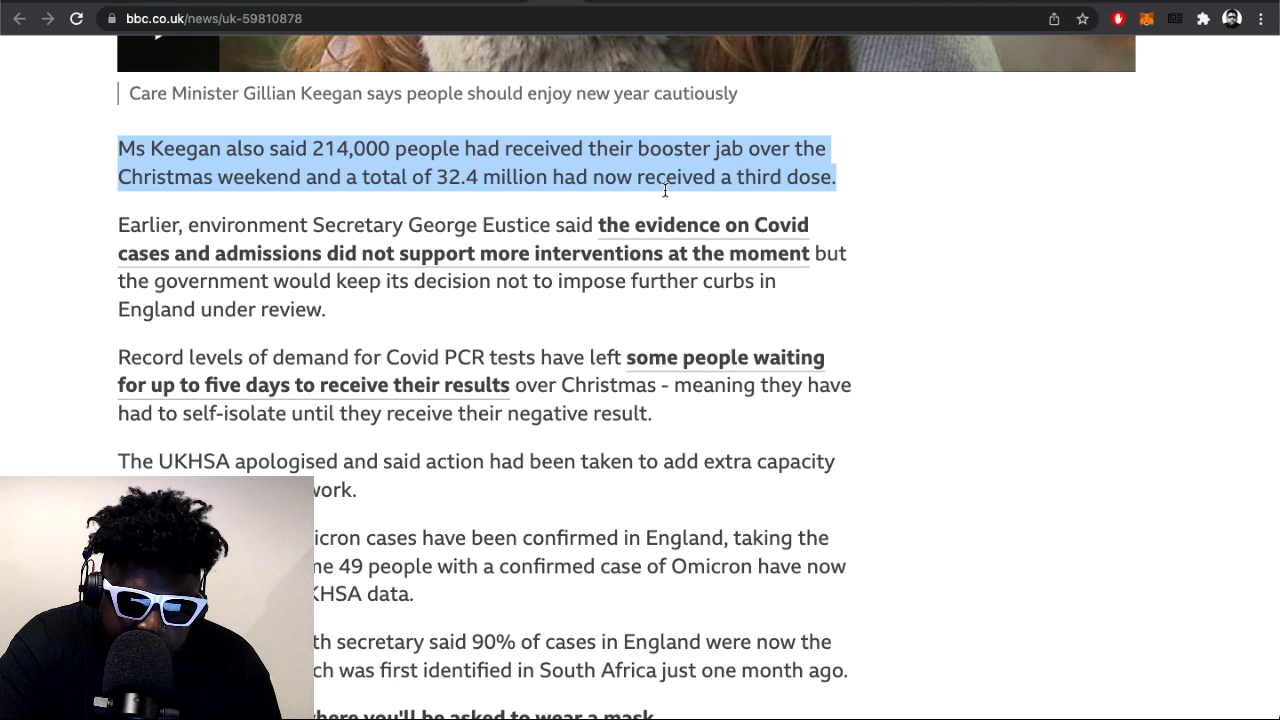 bbc.co.uk/news/uk-59810878
Care Minister Gillian Keegan says people should enjoy new year cautiously
Ms Keegan also said 214,000 people had received their booster jab over the
Christmas weekend and a total of 32.4 million had now received a third dose.
Earlier, environment Secretary George Eustice said the evidence on Covid
cases and admissions did not support more interventions at the moment but
the government would keep its decision not to impose further curbs in
England under review.
Record levels of demand for Covid PCR tests have left some people waiting
for up to five days to receive their results over Christmas - meaning they have
had to self-isolate until they receive their negative result.
The UKHSA apologised and said action had been taken to add extra capacity
work.
icron cases have been confirmed in England, taking the
49 people with a confirmed case of Omicron have now
KHSA data.
th secretary said 90% of cases in England were now the
ch was first identified in South Africa just one month ago.
where you'll be asked to wear a mask